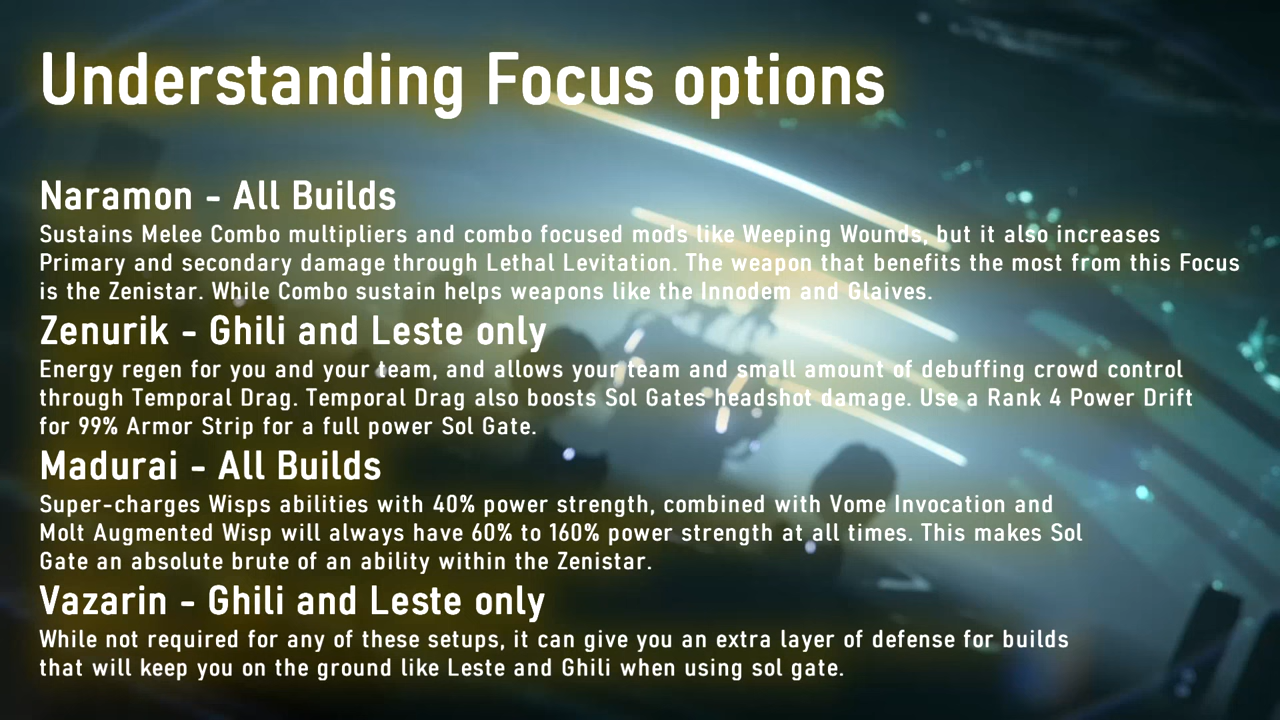 Understanding Focus options
Naramon - All Builds
Sustains Melee Combo multipliers and combo focused mods like Weeping Wounds, but it also increases
Primary and secondary damage through Lethal Levitation. The weapon that benefits the most from this Focus
is the Zenistar. While Combo sustain helps weapons like the Innodem and Glaives.
Zenurik - Ghili and Leste only
Energy regen for you and your team, and allows your team and small amount of debuffing crowd control
through Temporal Drag. Temporal Drag also boosts Sol Gates headshot damage. Use a Rank 4 Power Drift
for 99% Armor Strip for a full power Sol Gate.
Madurai - All Builds
Super-charges Wisps abilities with 40% power strength, combined with Vome Invocation and
Molt Augmented Wisp will always have 60% to 160% power strength at all times. This makes Sol
Gate an absolute brute of an ability within the Zenistar.
Vazarin - Ghili and Leste only
While not required for any of these setups, it can give you an extra layer of defense for builds
that will keep you on the ground like Leste and Ghili when using sol gate.